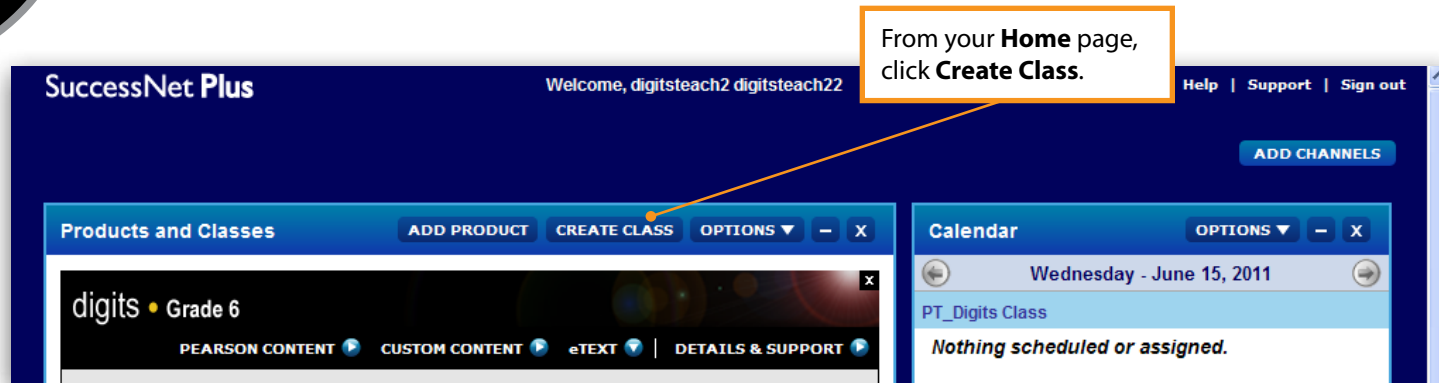 From your Home page,
click Create Class.
SuccessNet Plus
Welcome, digitsteach2 digitsteach22
Help | Support | Sign out
ADD CHANNELS
Products and Classes
ADD PRODUCT
CREATE CLASS
OPTIONS
X
Calendar
OPTIONS
X
Wednesday - June 15, 2011
X
digits • Grade 6
PT_Digits Class
PEARSON CONTENT
CUSTOM CONTENT
eTEXT
DETAILS & SUPPORT
Nothing scheduled or assigned.